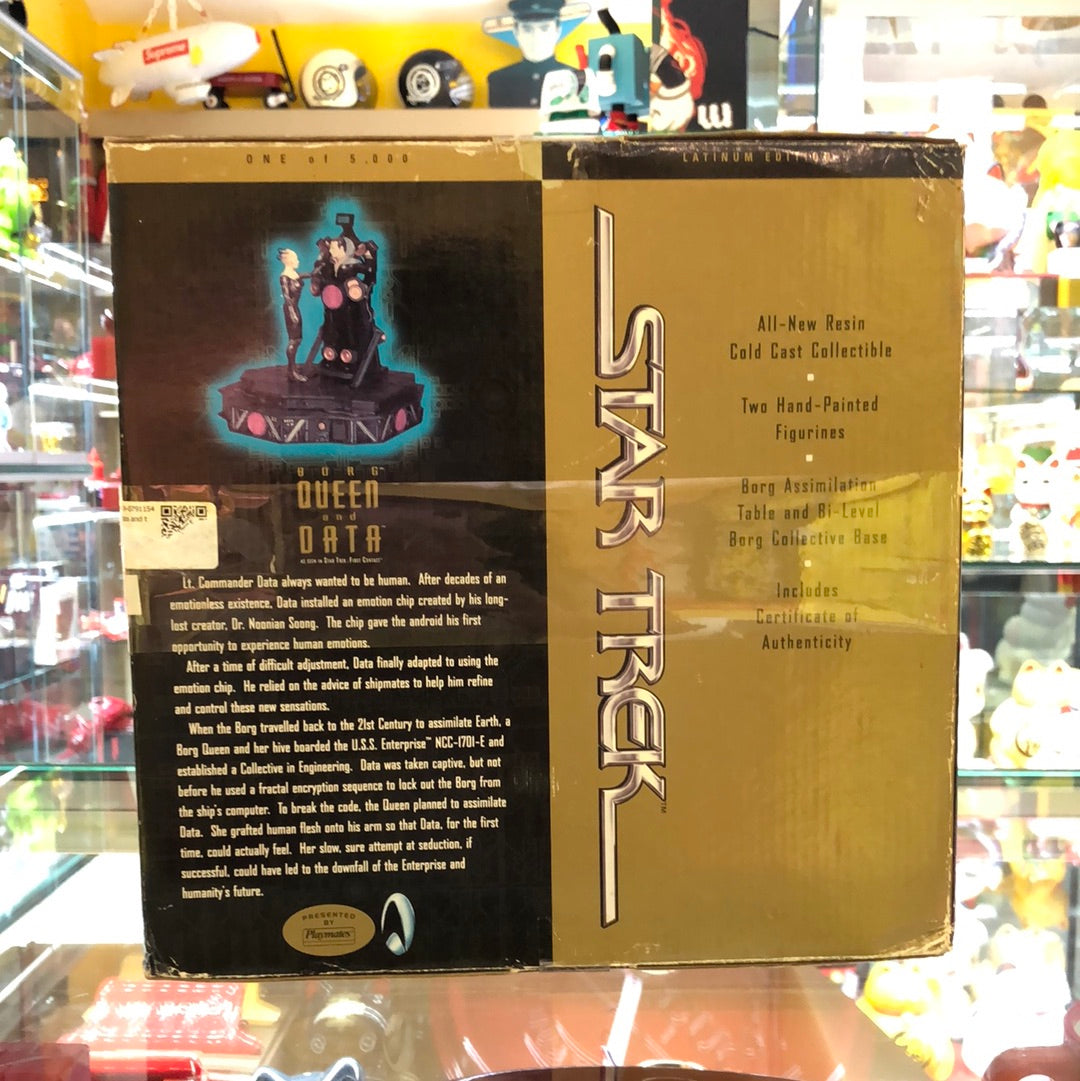 Supreme
ONE of 5,000
LATINUM EDITION
STAR TREK™
All-New Resin
Cold Cast Collectible
Two Hand-Painted
Figurines
Borg Assimilation
Table and Bi-Level
Borg Collective Base
Includes
Certificate of
Authenticity
BORG™
QUEEN
and
DATA™
AS SEEN IN STAR TREK: FIRST CONTACT™
Lt. Commander Data always wanted to be human. After decades of an
emotionless existence, Data installed an emotion chip created by his long-
lost creator, Dr. Noonian Soong. The chip gave the android his first
opportunity to experience human emotions.
After a time of difficult adjustment, Data finally adapted to using the
emotion chip. He relied on the advice of shipmates to help him refine
and control these new sensations.
When the Borg travelled back to the 21st Century to assimilate Earth, a
Borg Queen and her hive boarded the U.S.S. Enterprise™ NCC-1701-E and
established a Collective in Engineering. Data was taken captive, but not
before he used a fractal encryption sequence to lock out the Borg from
the ship's computer. To break the code, the Queen planned to assimilate
Data. She grafted human flesh onto his arm so that Data, for the first
time, could actually feel. Her slow, sure attempt at seduction, if
successful, could have led to the downfall of the Enterprise and
humanity's future.
PRESENTED
BY
Playmates